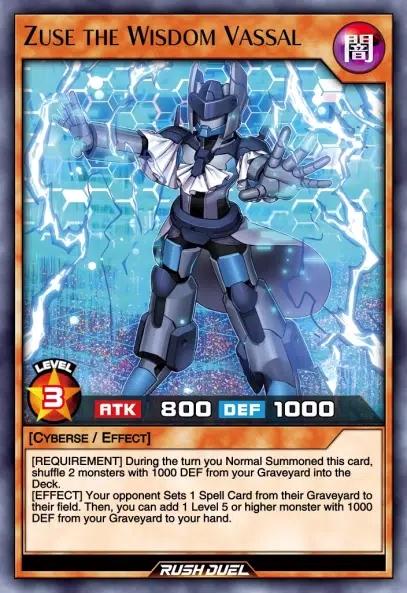 ZUSE THE WISDOM VASSAL
闇
LEVEL
3
ATK 800 DEF 1000
[CYBERSE / EFFECT]
[REQUIREMENT] During the turn you Normal Summoned this card,
shuffle 2 monsters with 1000 DEF from your Graveyard into the
Deck.
[EFFECT] Your opponent Sets 1 Spell Card from their Graveyard to
their field. Then, you can add 1 Level 5 or higher monster with 1000
DEF from your Graveyard to your hand.
RUSH DUEL